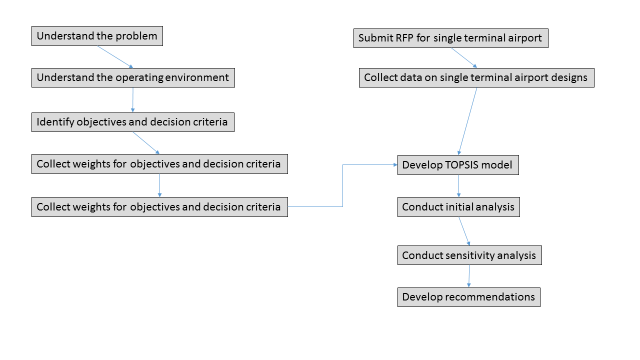 Understand the problem
Understand the operating environment
Identify objectives and decision criteria
Collect weights for objectives and decision criteria
Collect weights for objectives and decision criteria
Submit RFP for single terminal airport
Collect data on single terminal airport designs
Develop TOPSIS model
Conduct initial analysis
Conduct sensitivity analysis
Develop recommendations